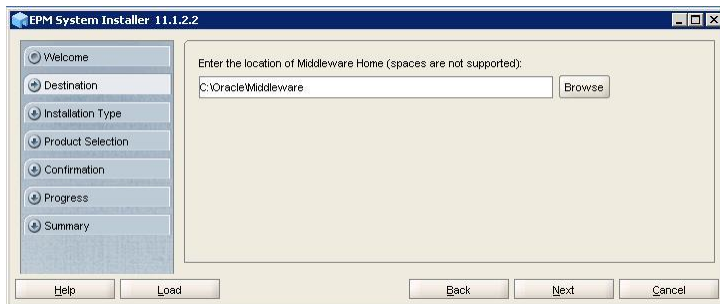 EPM System Installer 11.1.2.2
Welcome
Destination
Installation Type
Product Selection
Confirmation
Progress
Summary
Enter the location of Middleware Home (spaces are not supported):
C:\Oracle\Middleware
Browse
Help
Load
Back
Next
Cancel